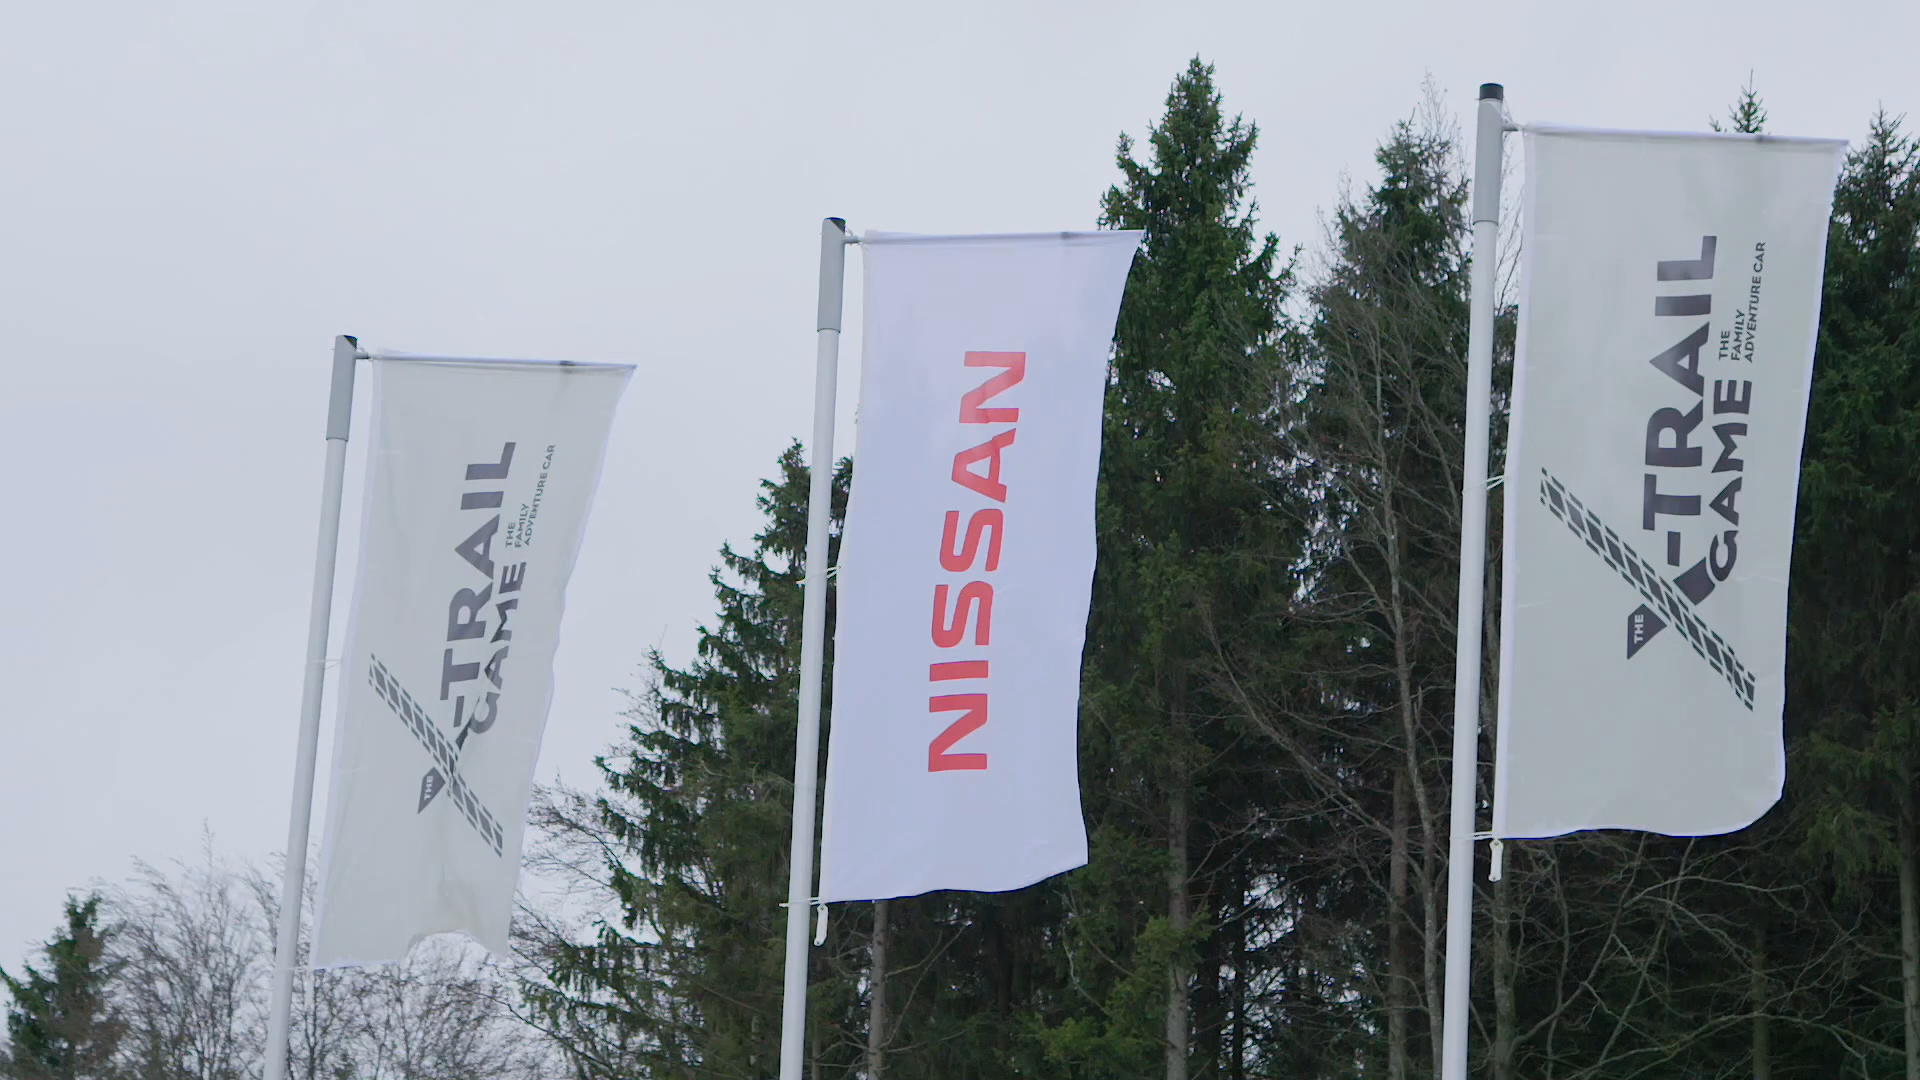 THE
X-TRAIL
GAME
THE
FAMILY
ADVENTURE CAR
NISSAN
THE
X-TRAIL
GAME
THE
FAMILY
ADVENTURE CAR